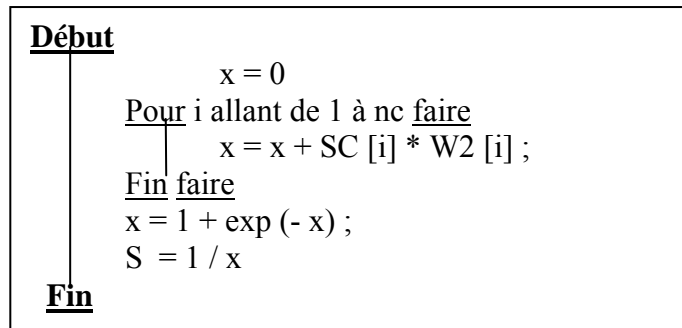 Début
x = 0
Pour i allant de 1 à nc faire
x = x + SC [i] * W2 [i] ;
Fin faire
x = 1 + exp (- x) ;
S = 1 / x
Fin